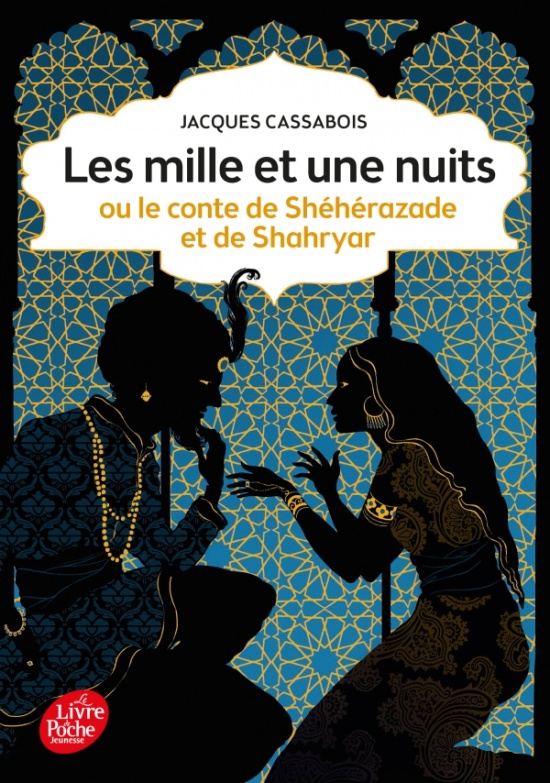 JACQUES CASSABOIS
Les mille et une nuits
ou le conte de Shéhérazade
et de Shahryar
Le
Livre
de
Poche
Jeunesse